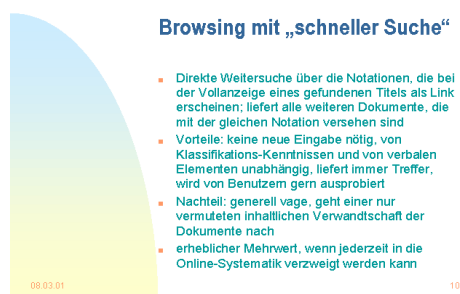 Browsing mit „schneller Suche“
Direkte Weitersuche über die Notationen, die bei
der Vollanzeige eines gefundenen Titels als Link
erscheinen; liefert alle weiteren Dokumente, die
mit der gleichen Notation versehen sind
Vorteile: keine neue Eingabe nötig, von
Klassifikations-Kenntnissen und von verbalen
Elementen unabhängig, liefert immer Treffer,
wird von Benutzern gern ausprobiert
Nachteil: generell vage, geht einer nur
vermuteten inhaltlichen Verwandtschaft der
Dokumente nach
erheblicher Mehrwert, wenn jederzeit in die
Online-Systematik verzweigt werden kann
08.03.01
10